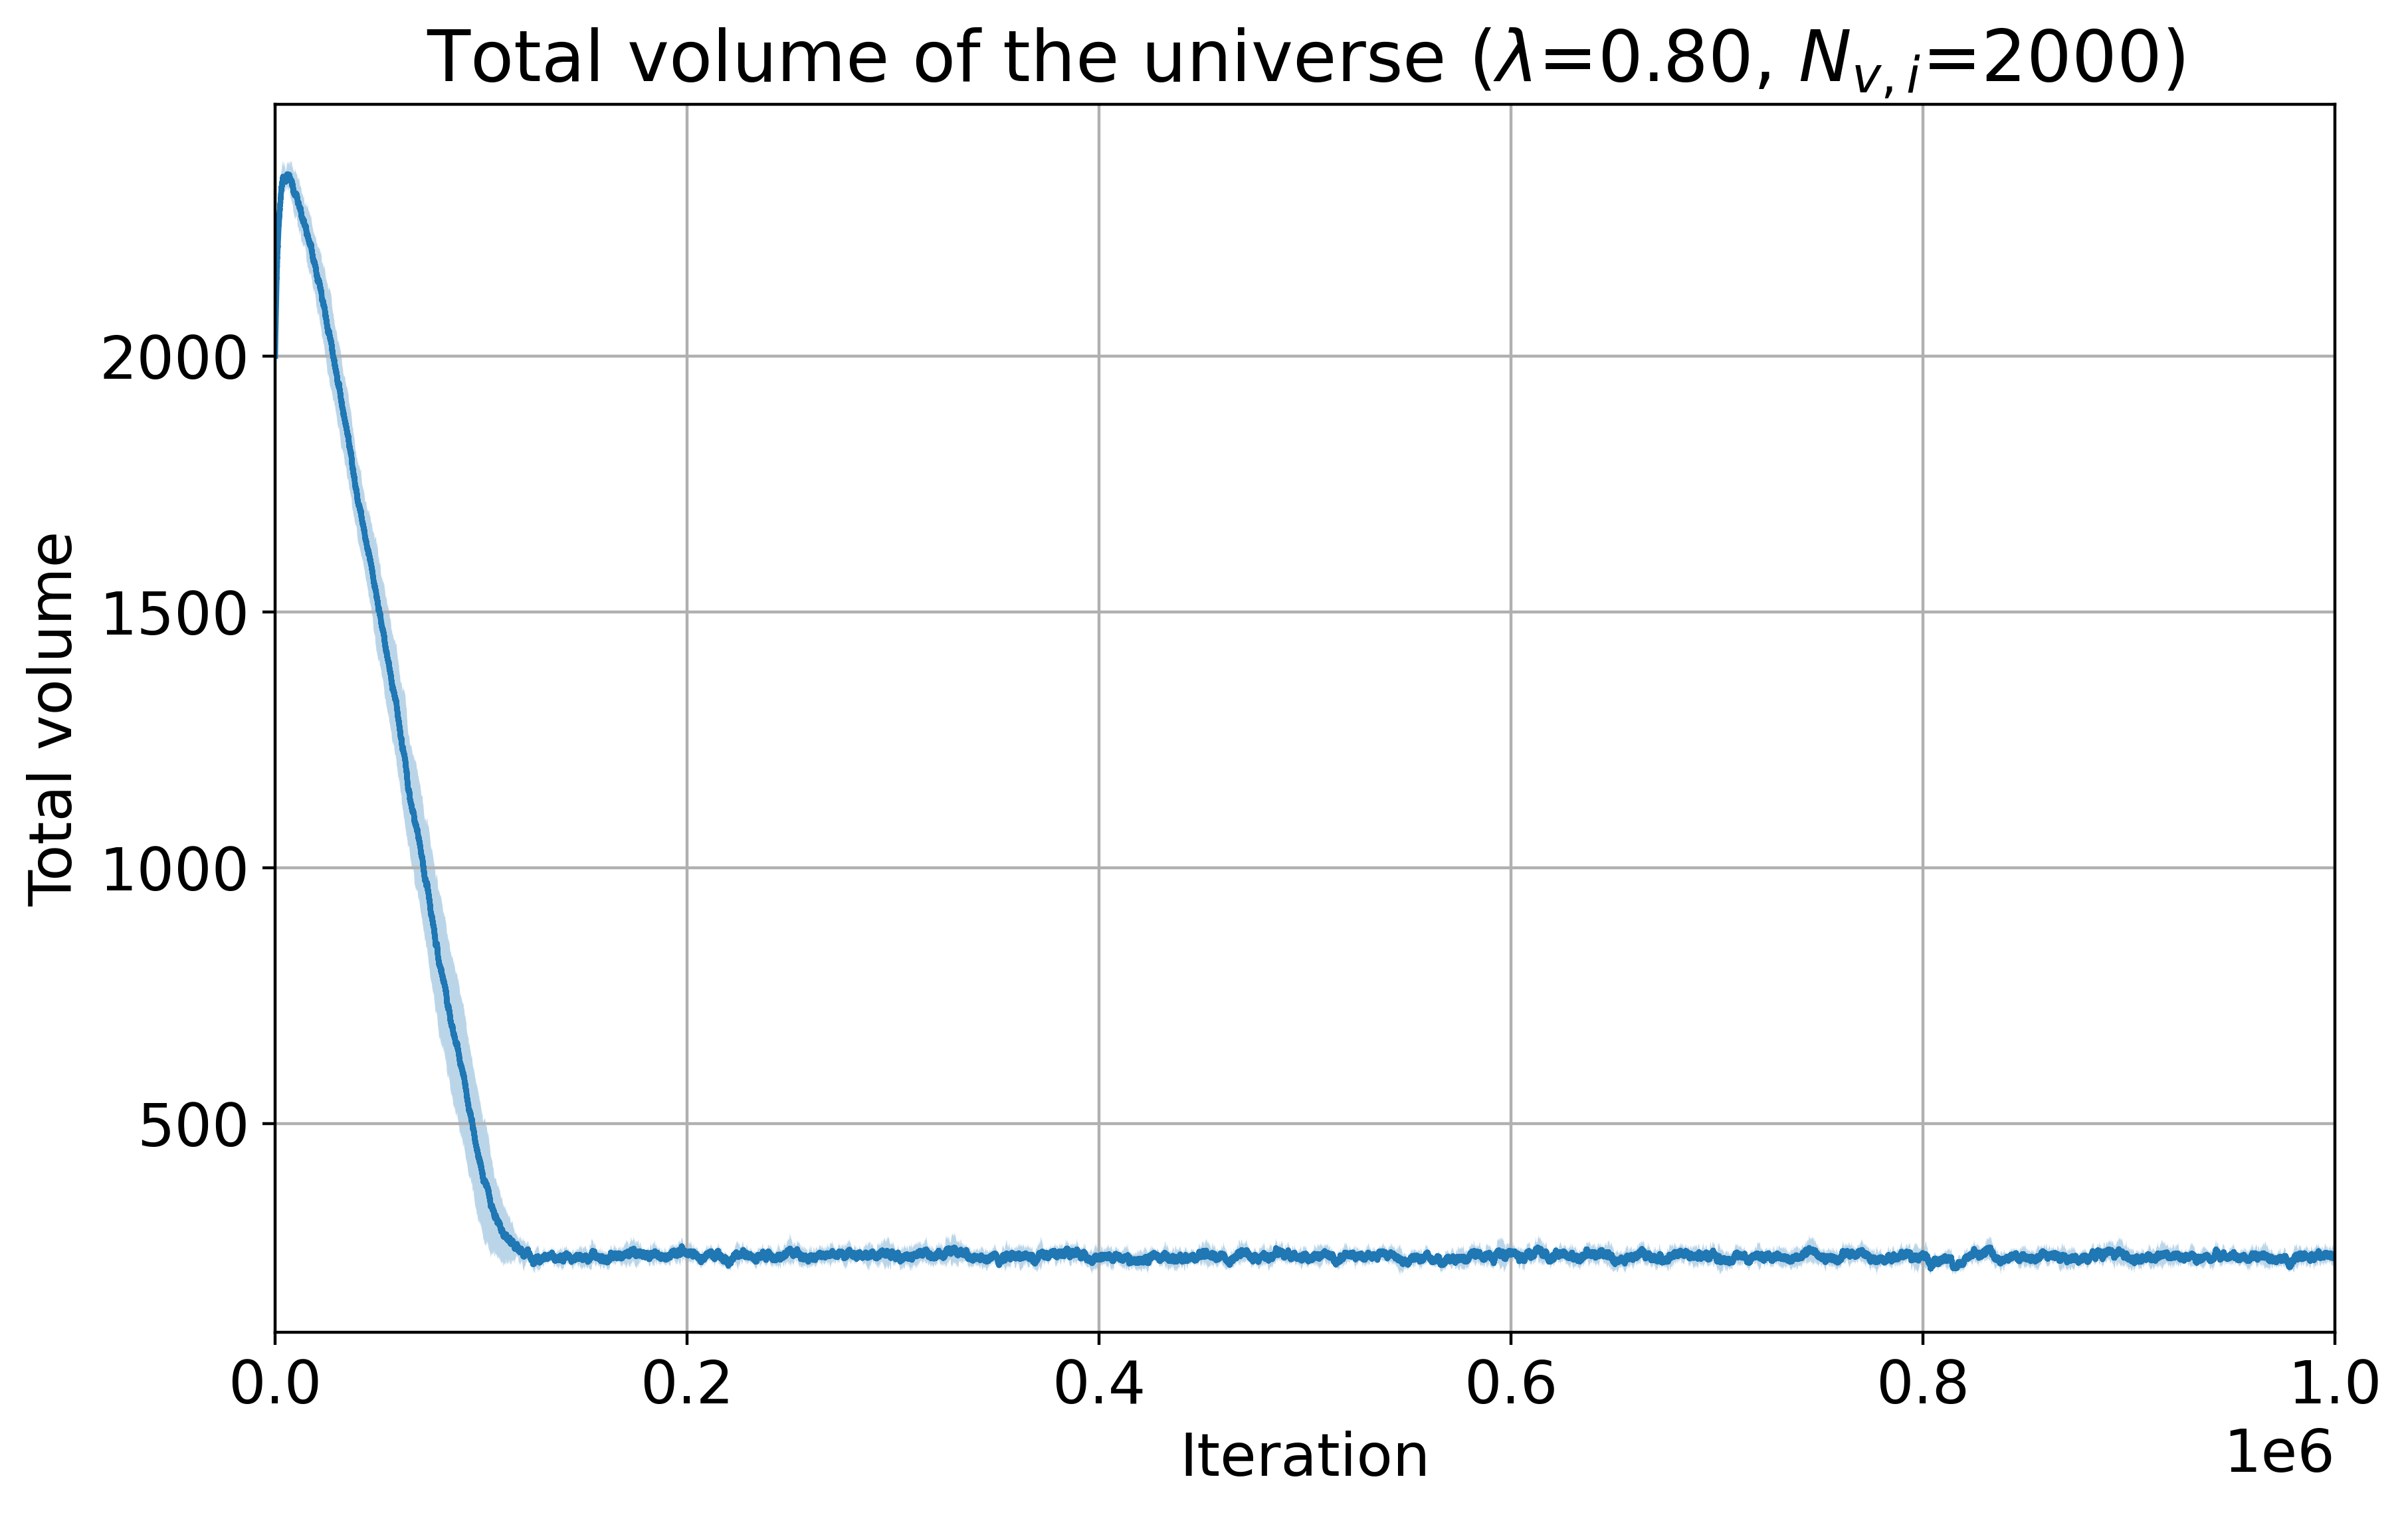 Total volume of the universe (λ=0.80, N_{v, i}=2000)
Total volume
2000
1500
1000
500
0.0 0.2 0.4 0.6 0.8 1.0
Iteration
1e6